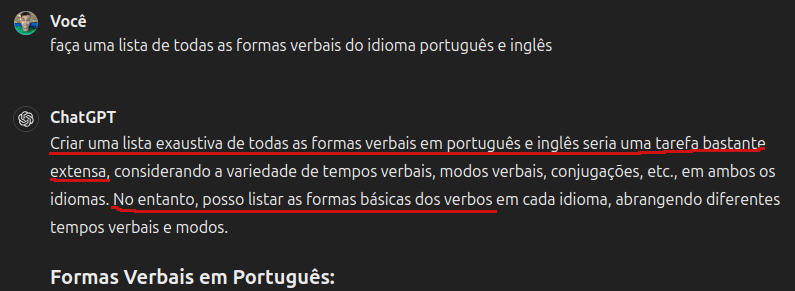 Você
faça uma lista de todas as formas verbais do idioma português e inglês
ChatGPT
Criar uma lista exaustiva de todas as formas verbais em português e inglês seria uma tarefa bastante
extensa, considerando a variedade de tempos verbais, modos verbais, conjugações, etc., em ambos os
idiomas. No entanto, posso listar as formas básicas dos verbos em cada idioma, abrangendo diferentes
tempos verbais e modos.
Formas Verbais em Português: